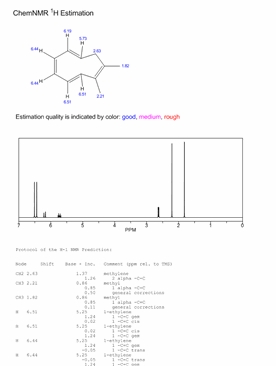 ChemNMR ¹H Estimation
6.19
H
5.73
H
6.44 H
2.63
1.82
6.44 H
H
6.51
H
6.51
2.21
Estimation quality is indicated by color: good, medium, rough
7 6 5 4 3 2 1 0
PPM
Protocol of the H-1 NMR Prediction:
Node Shift Base + Inc. Comment (ppm rel. to TMS)
CH2 2.63 1.37 methylene
1.26 2 alpha -C=C
CH3 2.21 0.86 methyl
0.85 1 alpha -C=C
0.50 general corrections
CH3 1.82 0.86 methyl
0.85 1 alpha -C=C
0.11 general corrections
H 6.51 5.25 1-ethylene
1.24 1 -C=C gem
0.02 1 -C=C cis
H 6.51 5.25 1-ethylene
0.02 1 -C=C cis
1.24 1 -C=C gem
H 6.44 5.25 1-ethylene
1.24 1 -C=C gem
-0.05 1 -C=C trans
H 6.44 5.25 1-ethylene
-0.05 1 -C=C trans
1.24 1 -C=C gem